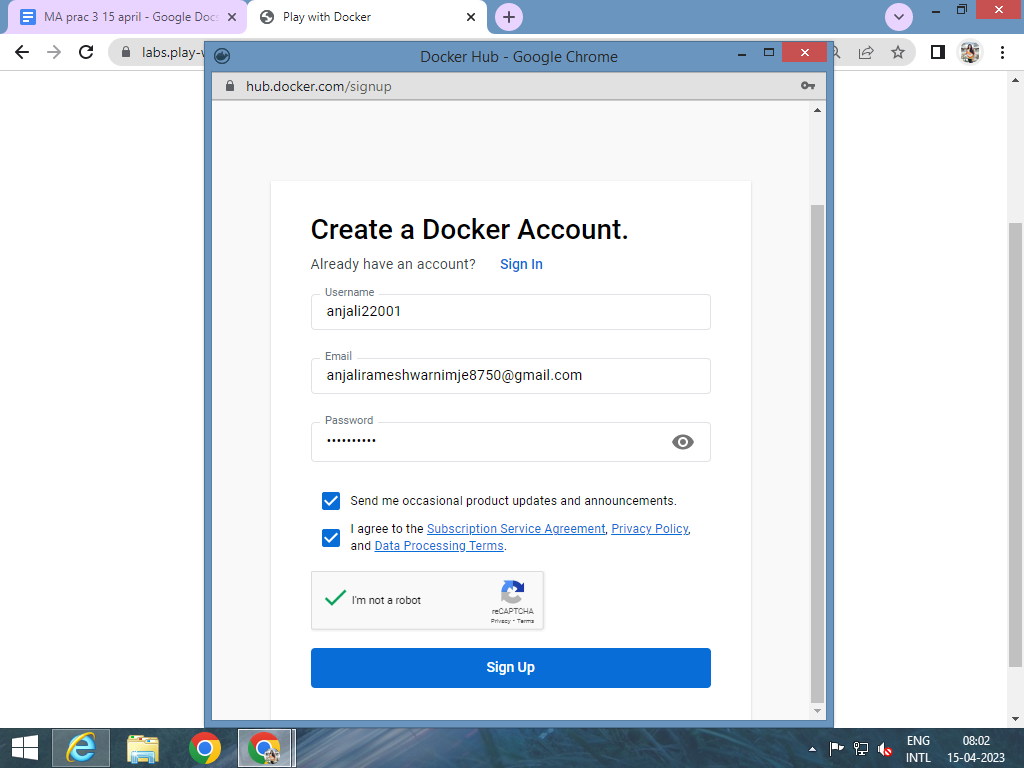 MA prac 3 15 april - Google Docs
Play with Docker
labs.play-w
Docker Hub - Google Chrome
hub.docker.com/signup
Create a Docker Account.
Already have an account? Sign In
Username
anjali22001
Email
anjalirameshwarnimje8750@gmail.com
Password
••••••••••
Send me occasional product updates and announcements.
I agree to the Subscription Service Agreement, Privacy Policy,
and Data Processing Terms.
I'm not a robot
reCAPTCHA
Privacy - Terms
Sign Up
ENG
INTL
08:02
15-04-2023